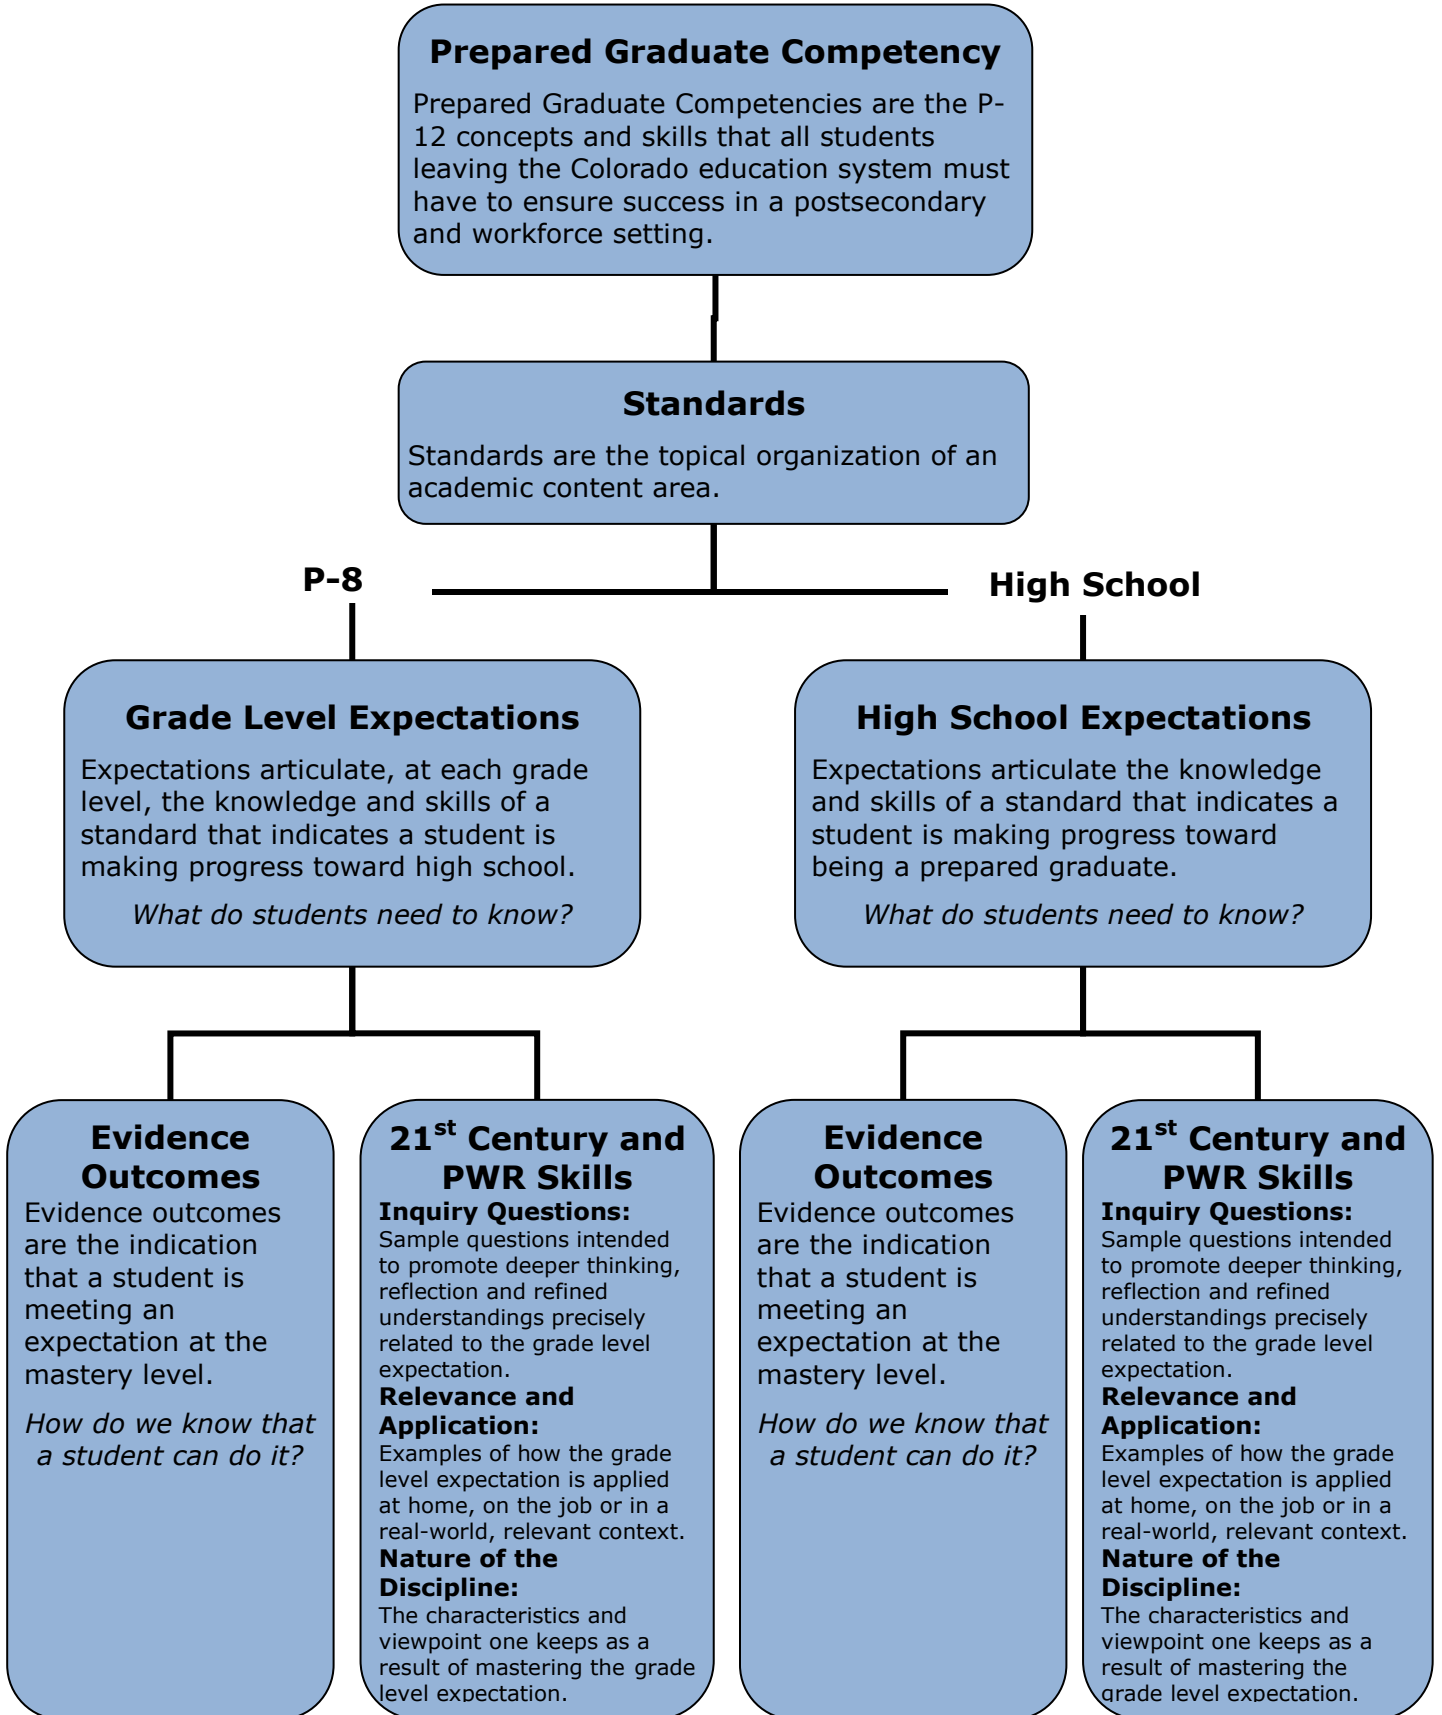 Prepared Graduate Competency
Prepared Graduate Competencies are the P-
12 concepts and skills that all students
leaving the Colorado education system must
have to ensure success in a postsecondary
and workforce setting.
Standards
Standards are the topical organization of an
academic content area.
P-8
High School
Grade Level Expectations
Expectations articulate, at each grade
level, the knowledge and skills of a
standard that indicates a student is
making progress toward high school.
What do students need to know?
High School Expectations
Expectations articulate the knowledge
and skills of a standard that indicates a
student is making progress toward
being a prepared graduate.
What do students need to know?
Evidence
Outcomes
Evidence outcomes
are the indication
that a student is
meeting an
expectation at the
mastery level.
How do we know that
a student can do it?
21st Century and
PWR Skills
Inquiry Questions:
Sample questions intended
to promote deeper thinking,
reflection and refined
understandings precisely
related to the grade level
expectation.
Relevance and
Application:
Examples of how the grade
level expectation is applied
at home, on the job or in a
real-world, relevant context.
Nature of the
Discipline:
The characteristics and
viewpoint one keeps as a
result of mastering the grade
level expectation.
Evidence
Outcomes
Evidence outcomes
are the indication
that a student is
meeting an
expectation at the
mastery level.
How do we know that
a student can do it?
21st Century and
PWR Skills
Inquiry Questions:
Sample questions intended
to promote deeper thinking,
reflection and refined
understandings precisely
related to the grade level
expectation.
Relevance and
Application:
Examples of how the grade
level expectation is applied
at home, on the job or in a
real-world, relevant context.
Nature of the
Discipline:
The characteristics and
viewpoint one keeps as a
result of mastering the
grade level expectation.